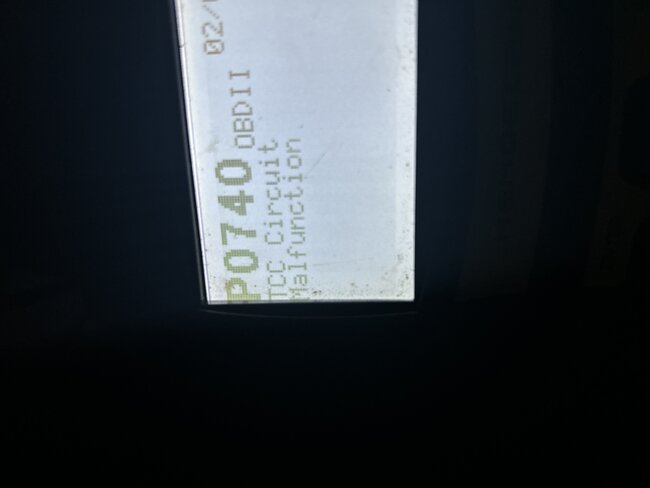 P0740 OBDII 02/
TCC Circuit
Malfunction